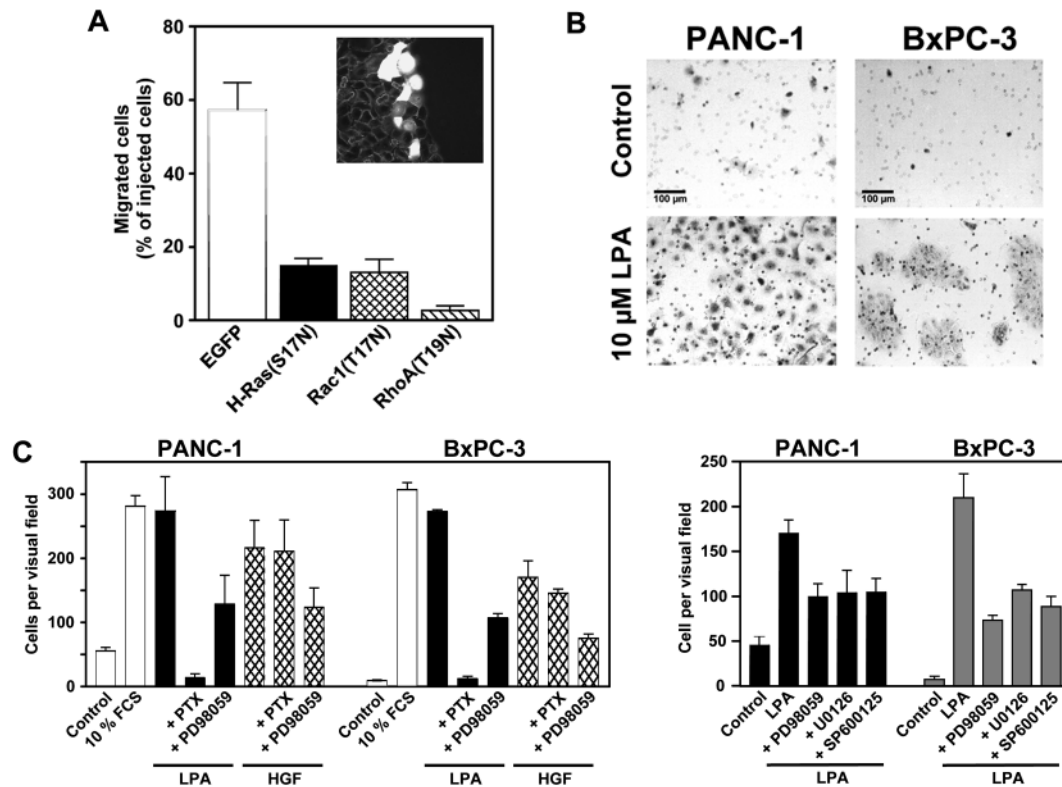 A
80
60
40
20
0
Migrated cells
(% of injected cells)
EGFP
H-Ras(S17N)
Rac1(T17N)
RhoA(T19N)
B
PANC-1
BxPC-3
Control
100 µm
100 µm
10 µM LPA
C
PANC-1
BxPC-3
300
200
100
0
Cells per visual field
Control
10 % FCS
+ PTX
+ PD98059
+ PTX
+ PD98059
Control
10 % FCS
+ PTX
+ PD98059
+ PTX
+ PD98059
LPA
HGF
LPA
HGF
PANC-1
BxPC-3
250
200
150
100
50
0
Cell per visual field
Control
LPA
+ PD98059
+ U0126
+ SP600125
Control
LPA
+ PD98059
+ U0126
+ SP600125
LPA
LPA